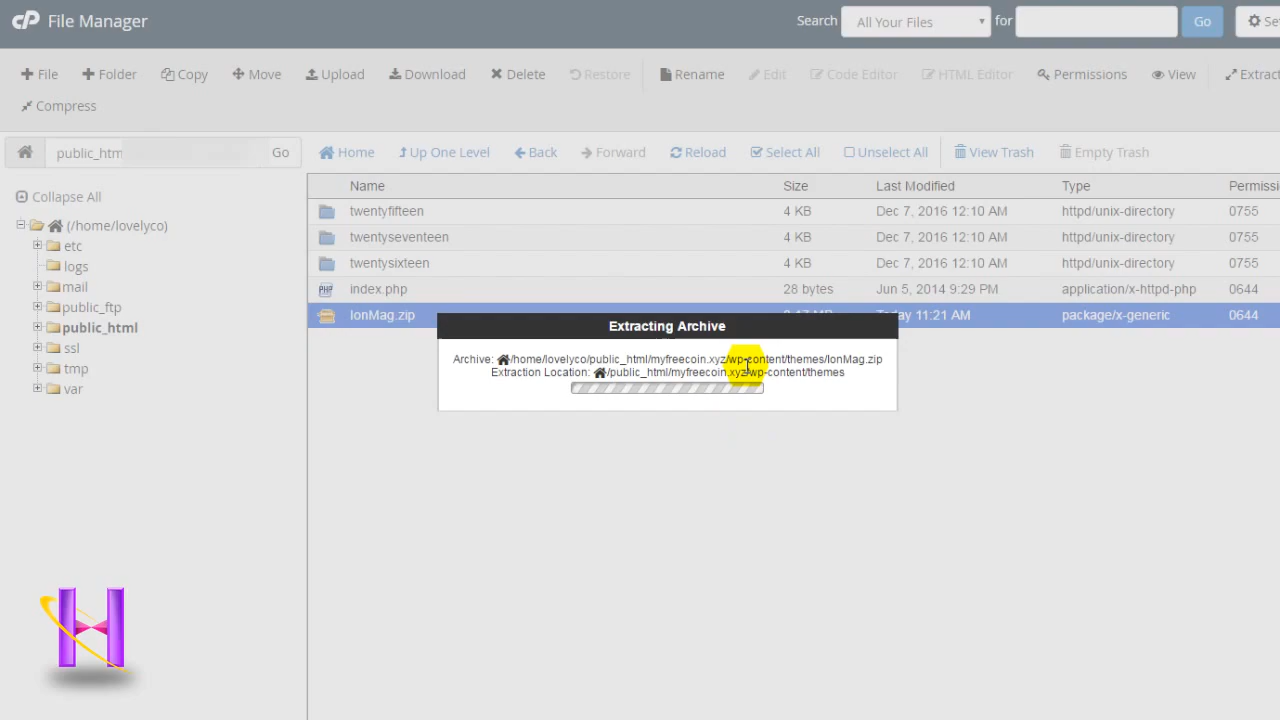 cP File Manager
Search All Your Files for Go
File Folder Copy Move Upload Download Delete Restore Rename Edit Code Editor HTML Editor Permissions View
Compress
public_htm Go Home Up One Level Back Forward Reload Select All Unselect All View Trash Empty Trash
Collapse All
(/home/lovelyco)
etc
logs
mail
public_ftp
public_html
ssl
tmp
var
Name Size Last Modified Type
twentyfifteen 4 KB Dec 7, 2016 12:10 AM httpd/unix-directory 0755
twentyseventeen 4 KB Dec 7, 2016 12:10 AM httpd/unix-directory 0755
twentysixteen 4 KB Dec 7, 2016 12:10 AM httpd/unix-directory 0755
PHP index.php 28 bytes Jun 5, 2014 9:29 PM application/x-httpd-php 0644
IonMag.zip Today 11:21 AM package/x-generic 0644
Extracting Archive
Archive: /home/lovelyco/public_html/myfreecoin.xyz/wp-content/themes/IonMag.zip
Extraction Location: /public_html/myfreecoin.xyz/wp-content/themes
H